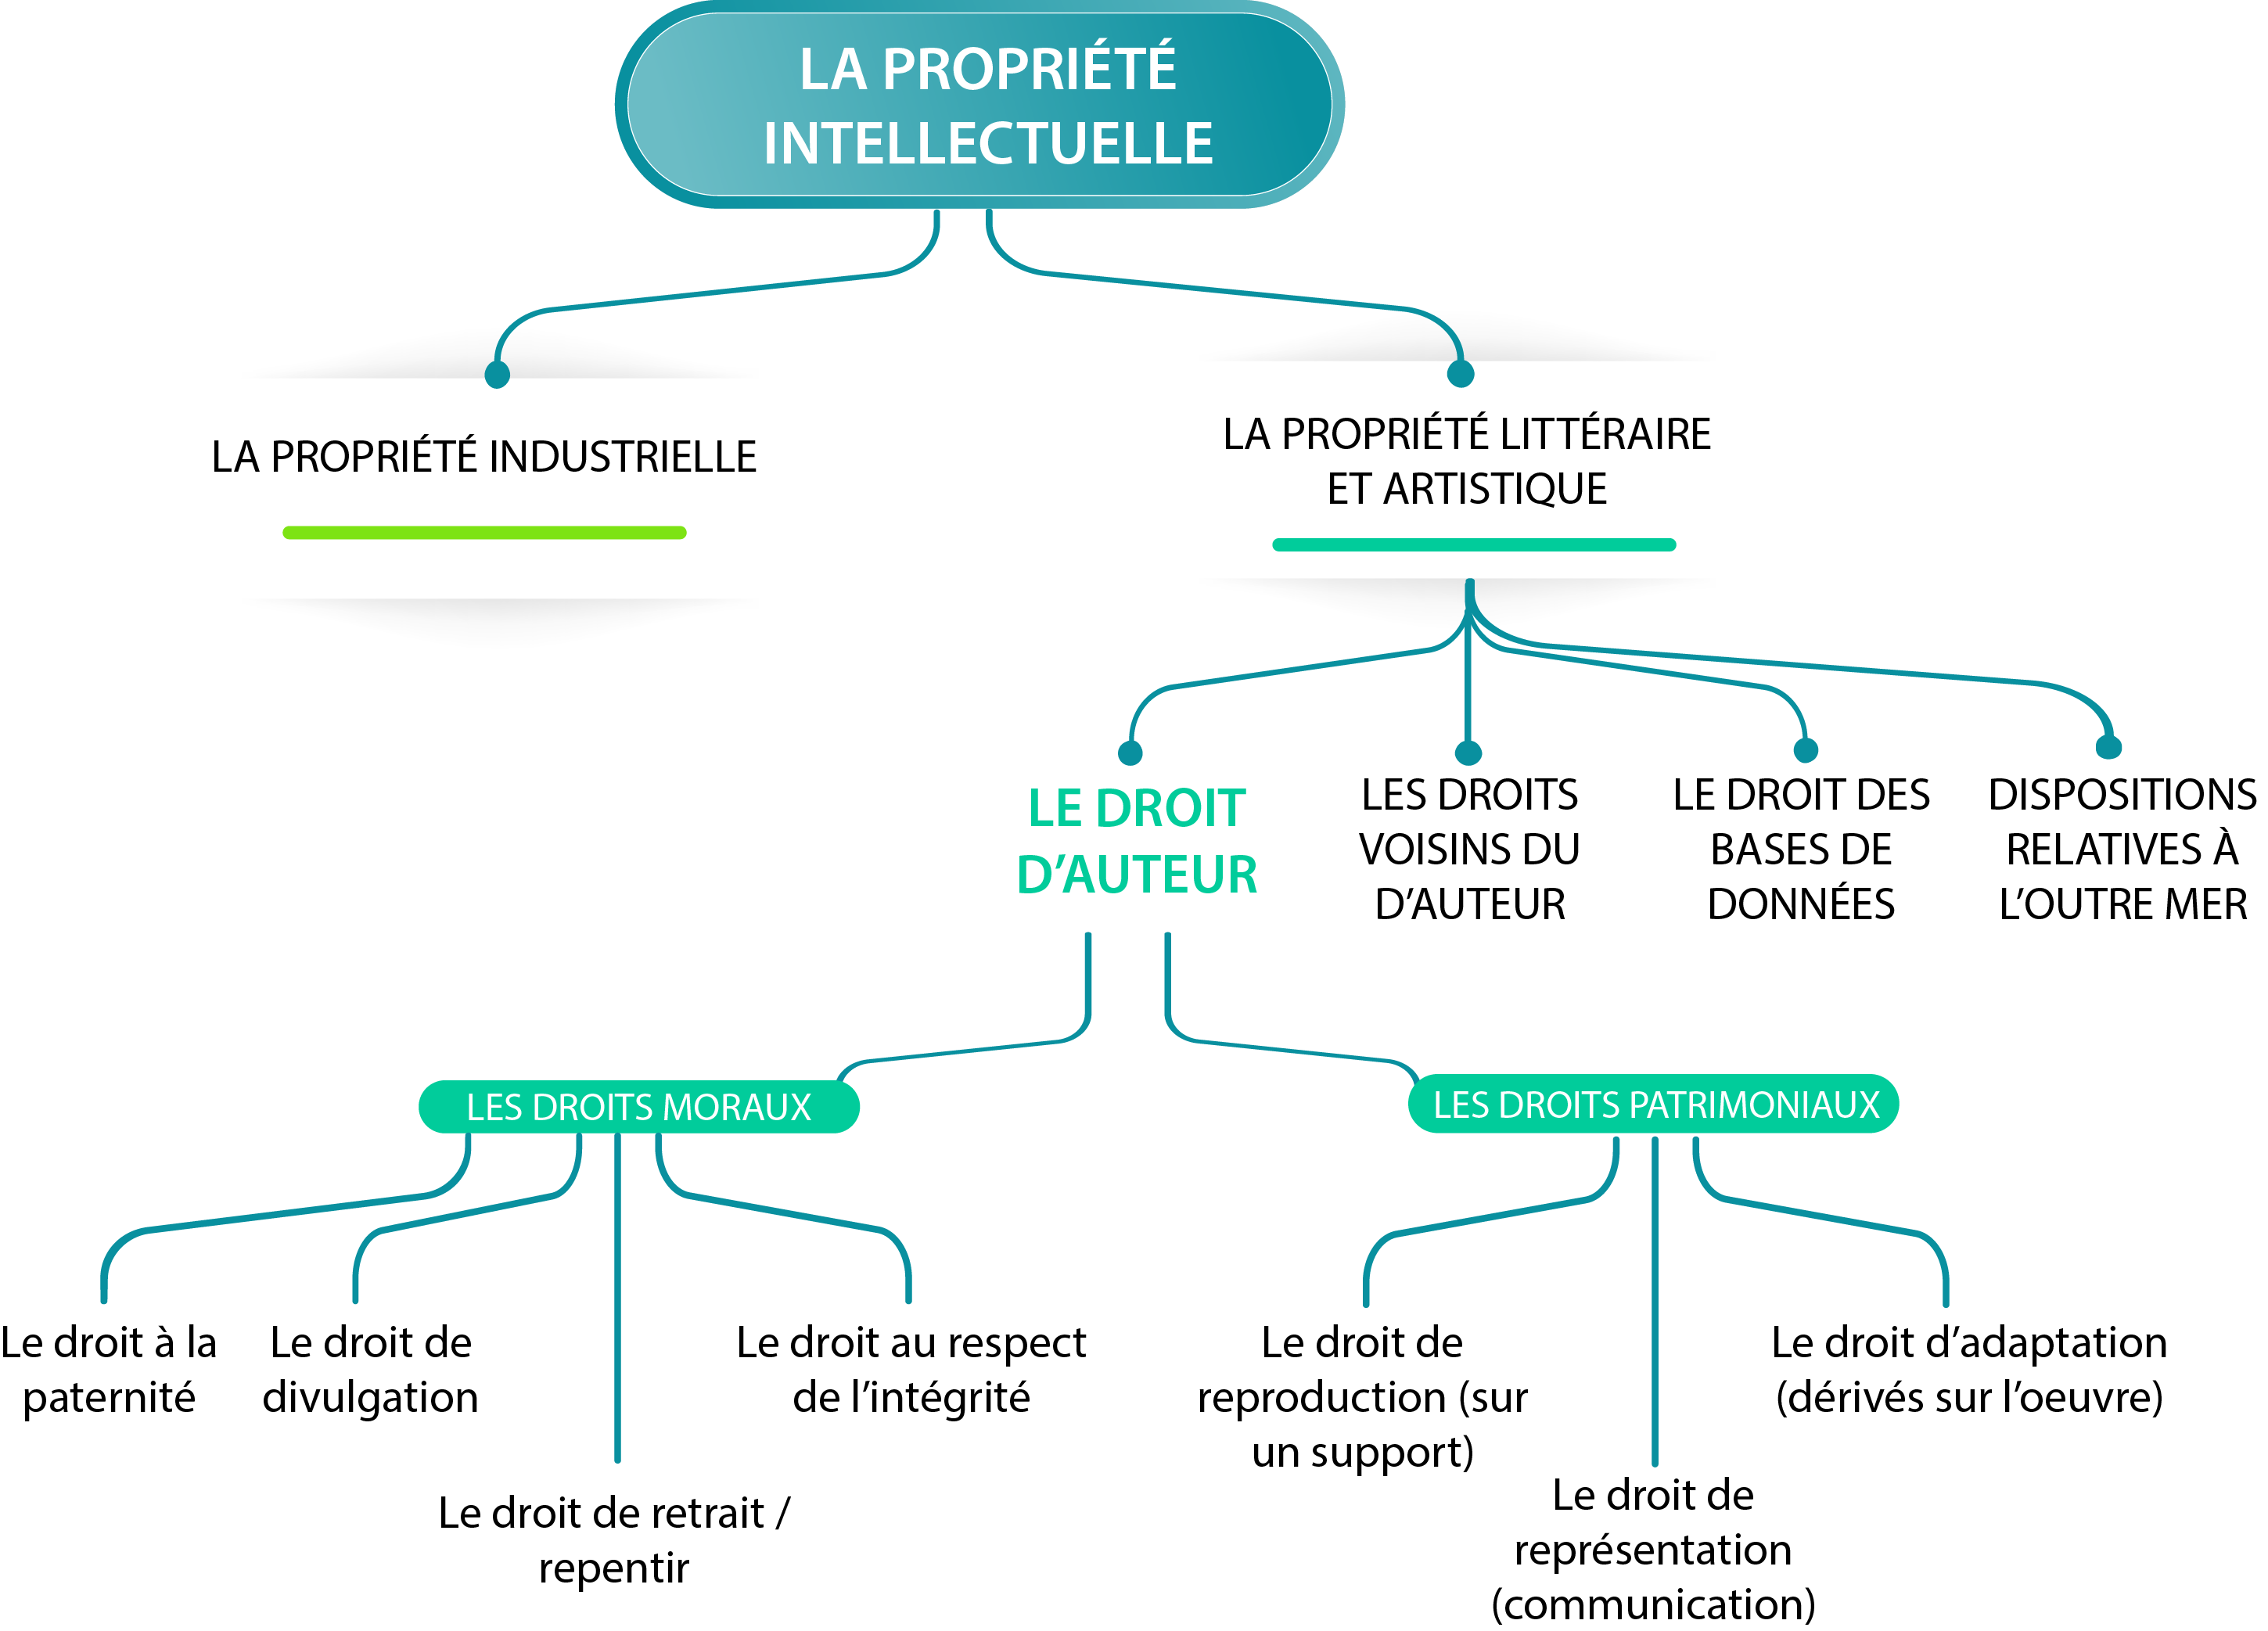 LA PROPRIÉTÉ
INTELLECTUELLE
LA PROPRIÉTÉ INDUSTRIELLE
LA PROPRIÉTÉ LITTÉRAIRE
ET ARTISTIQUE
LE DROIT
D’AUTEUR
LES DROITS
VOISINS DU
D’AUTEUR
LE DROIT DES
BASES DE
DONNÉES
DISPOSITIONS
RELATIVES À
L’OUTRE MER
LES DROITS MORAUX
LES DROITS PATRIMONIAUX
Le droit à la
paternité
Le droit de
divulgation
Le droit de retrait /
repentir
Le droit au respect
de l’intégrité
Le droit de
reproduction (sur
un support)
Le droit de
représentation
(communication)
Le droit d’adaptation
(dérivés sur l’oeuvre)